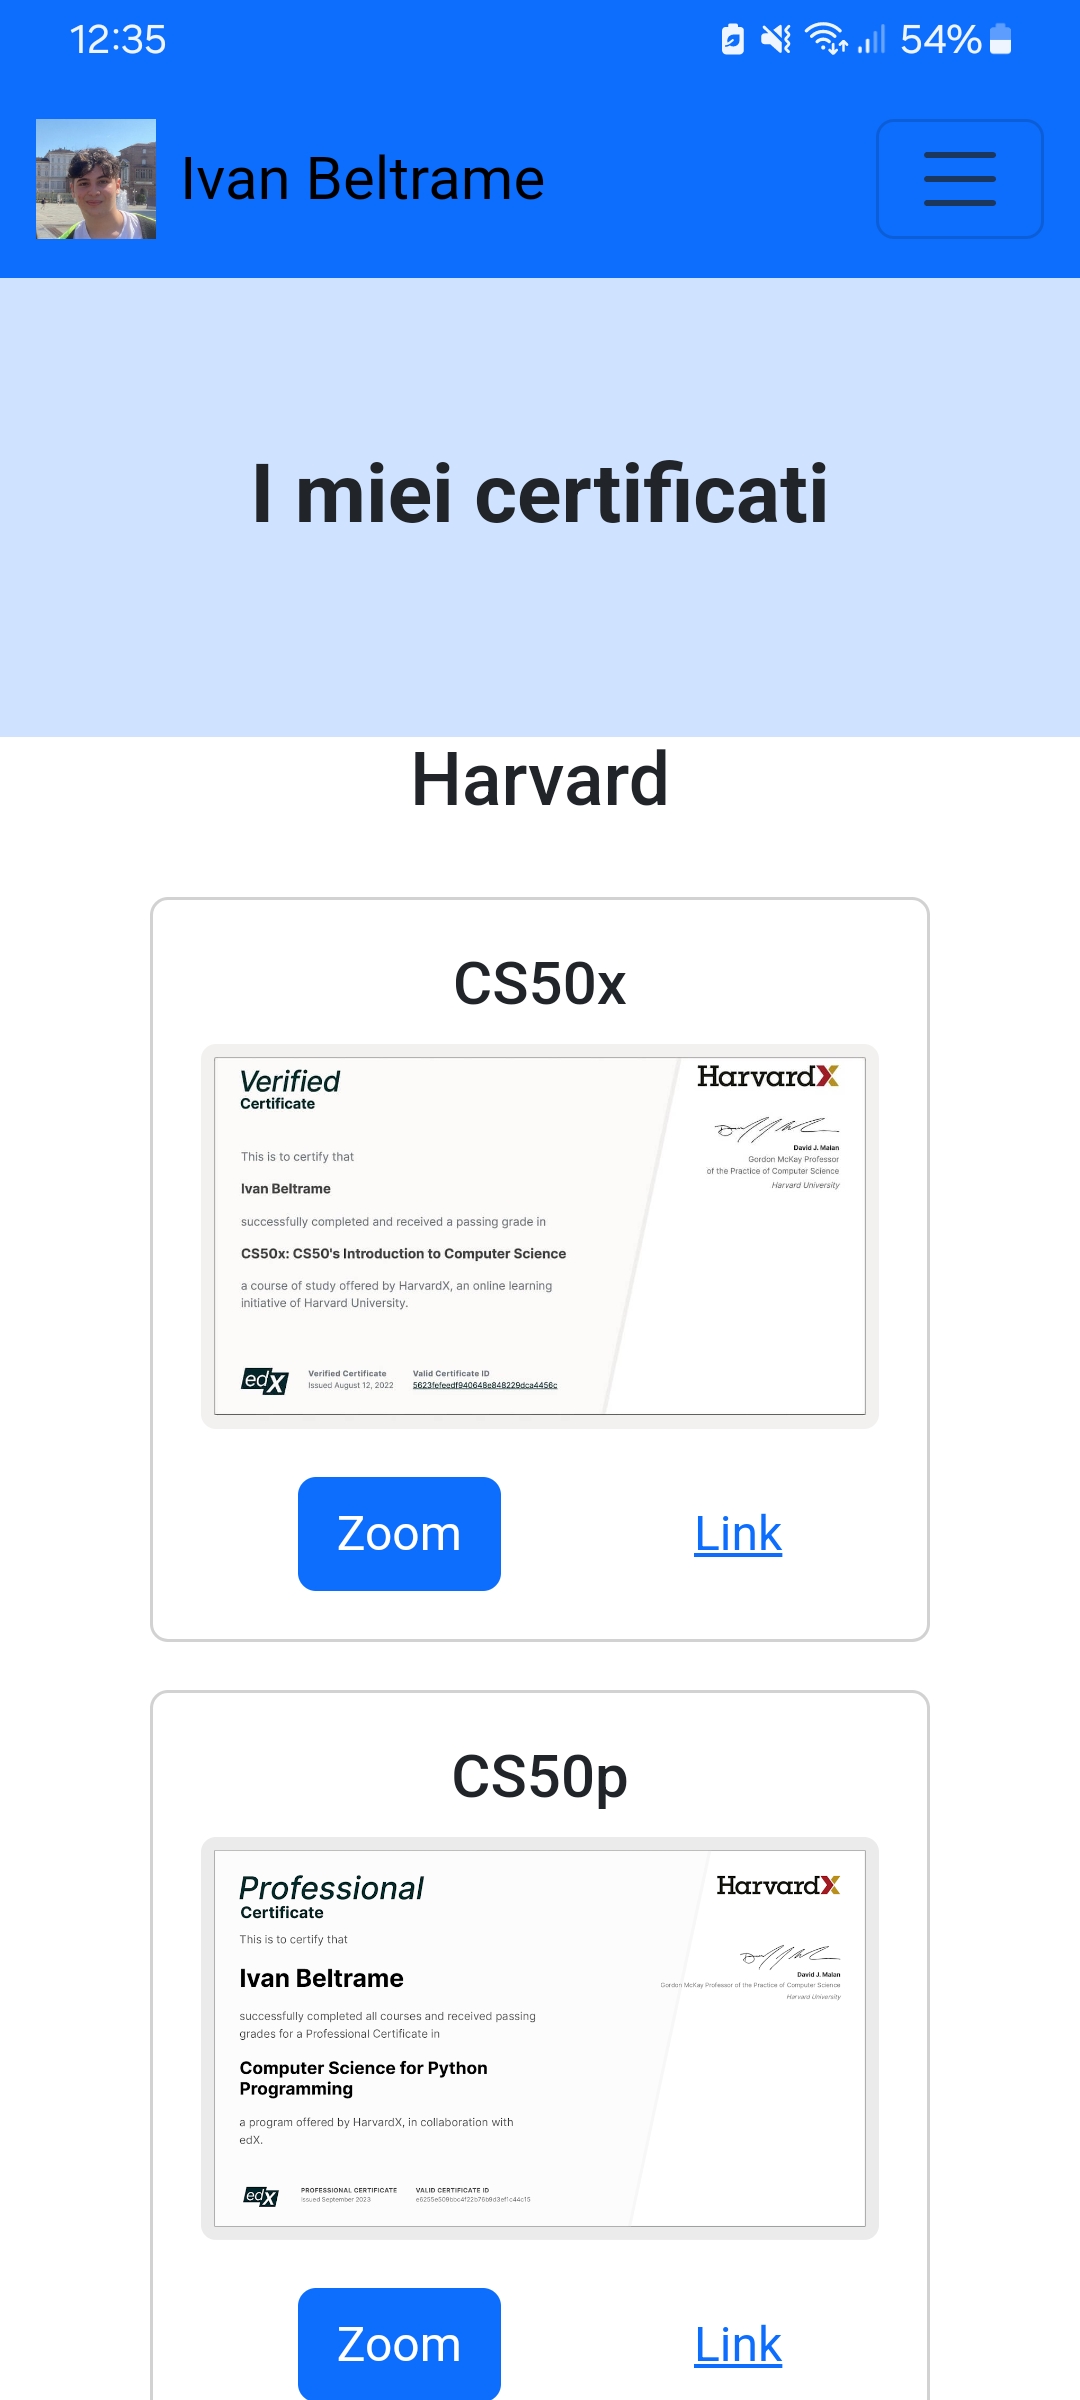 12:35
54%
Ivan Beltrame
I miei certificati
Harvard
CS50x
Verified
Certificate
HarvardX
David J. Malan
Gordon McKay Professor
of the Practice of Computer Science
Harvard University
This is to certify that
Ivan Beltrame
successfully completed and received a passing grade in
CS50x: CS50's Introduction to Computer Science
a course of study offered by HarvardX, an online learning
initiative of Harvard University.
edX
Verified Certificate
Issued August 12, 2022
Valid Certificate ID
5623fefeedf940648e848229dca4456c
Zoom
Link
CS50p
Professional
Certificate
HarvardX
David J. Malan
Gordon McKay Professor of the Practice of Computer Science
Harvard University
This is to certify that
Ivan Beltrame
successfully completed all courses and received passing
grades for a Professional Certificate in
Computer Science for Python
Programming
a program offered by HarvardX, in collaboration with
edX.
edX
PROFESSIONAL CERTIFICATE
Issued September 2023
VALID CERTIFICATE ID
Zoom
Link